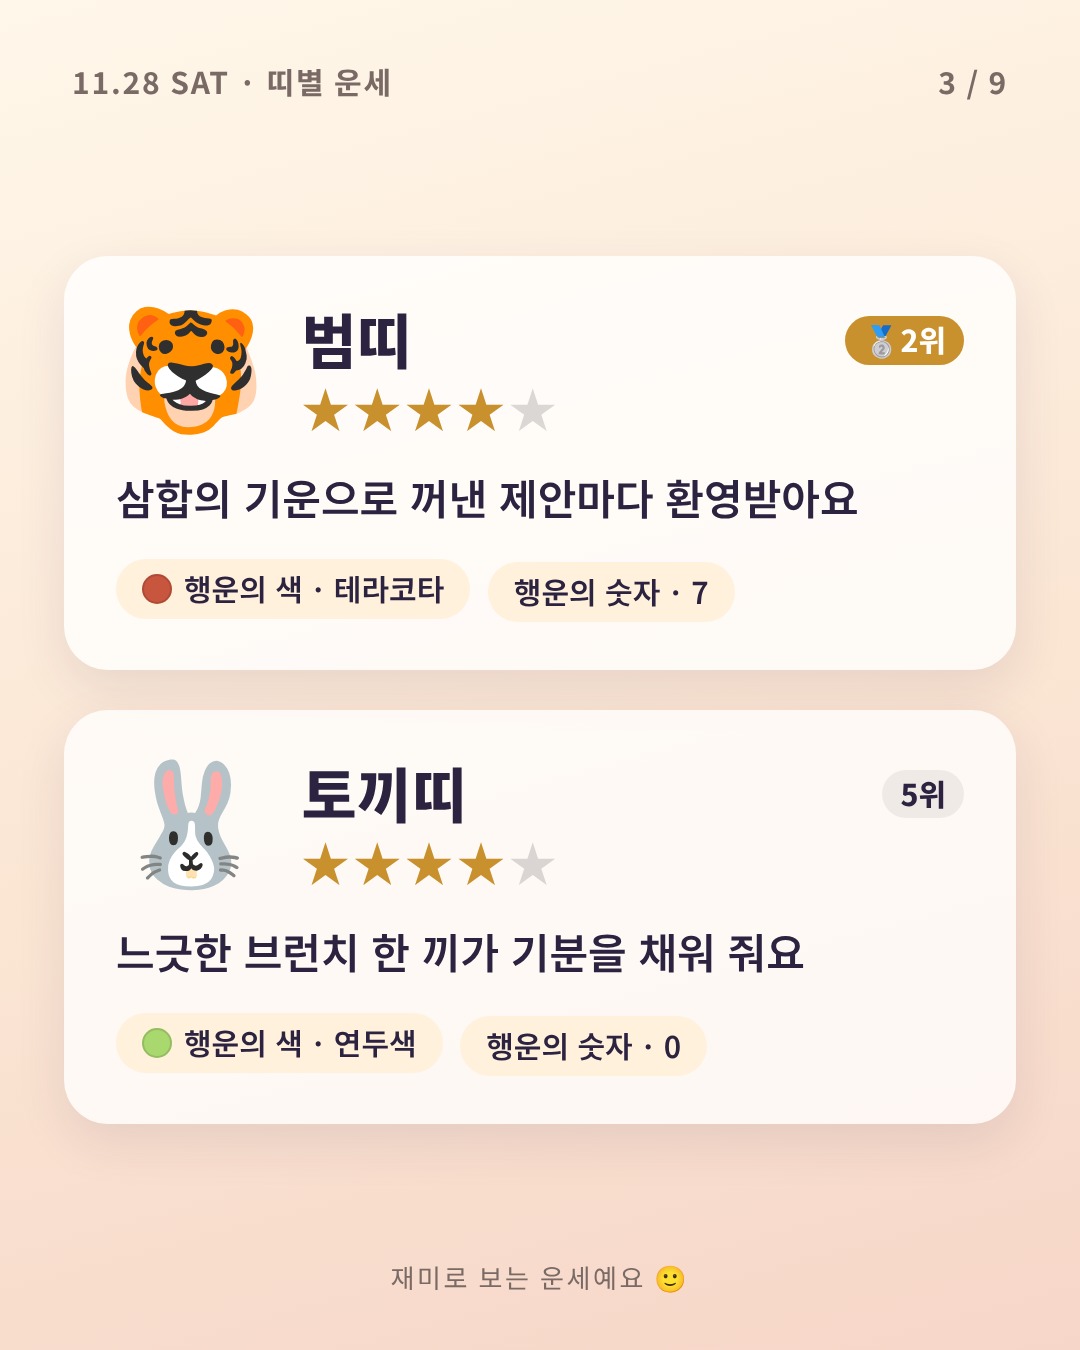 11.28 SAT · 띠별 운세
3 / 9
범띠
2위
삼합의 기운으로 꺼낸 제안마다 환영받아요
행운의 색 · 테라코타
행운의 숫자 · 7
토끼띠
5위
느긋한 브런치 한 끼가 기분을 채워 줘요
행운의 색 · 연두색
행운의 숫자 · 0
재미로 보는 운세예요 🙂